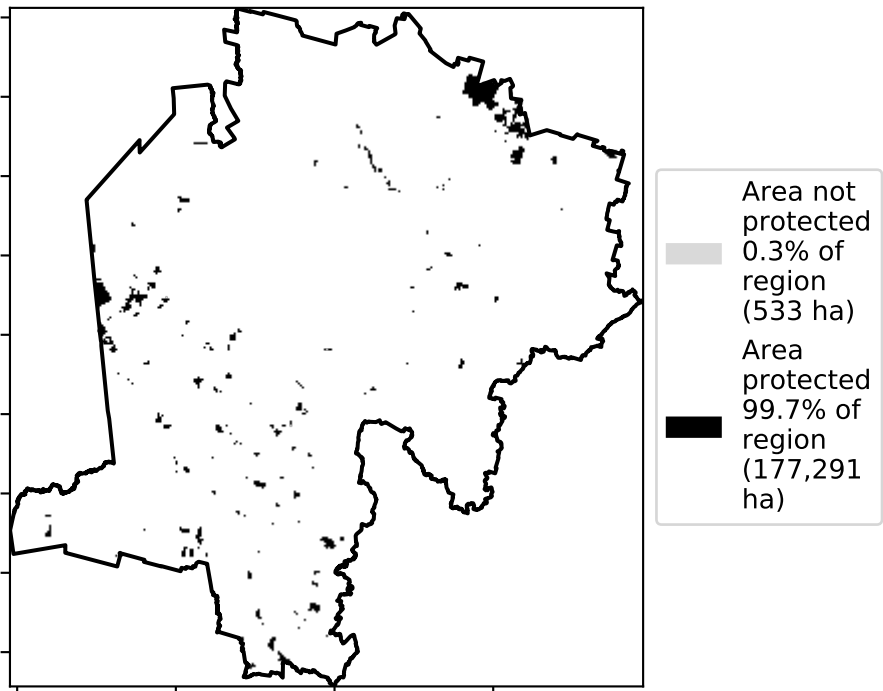 Area not
protected
0.3% of
region
(533 ha)
Area
protected
99.7% of
region
(177,291
ha)